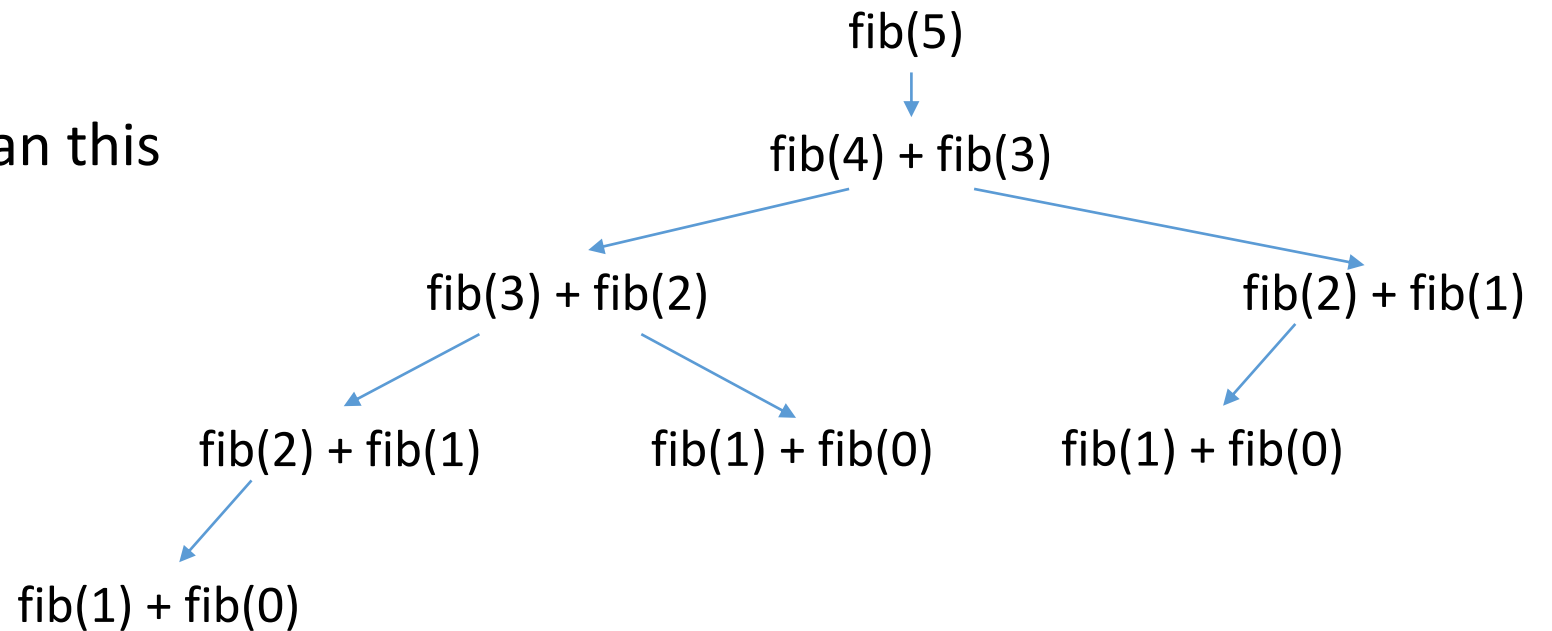 fib(5)
an this
fib(4) + fib(3)
fib(3) + fib(2)
fib(2) + fib(1)
fib(2) + fib(1)
fib(1) + fib(0)
fib(1) + fib(0)
fib(1) + fib(0)